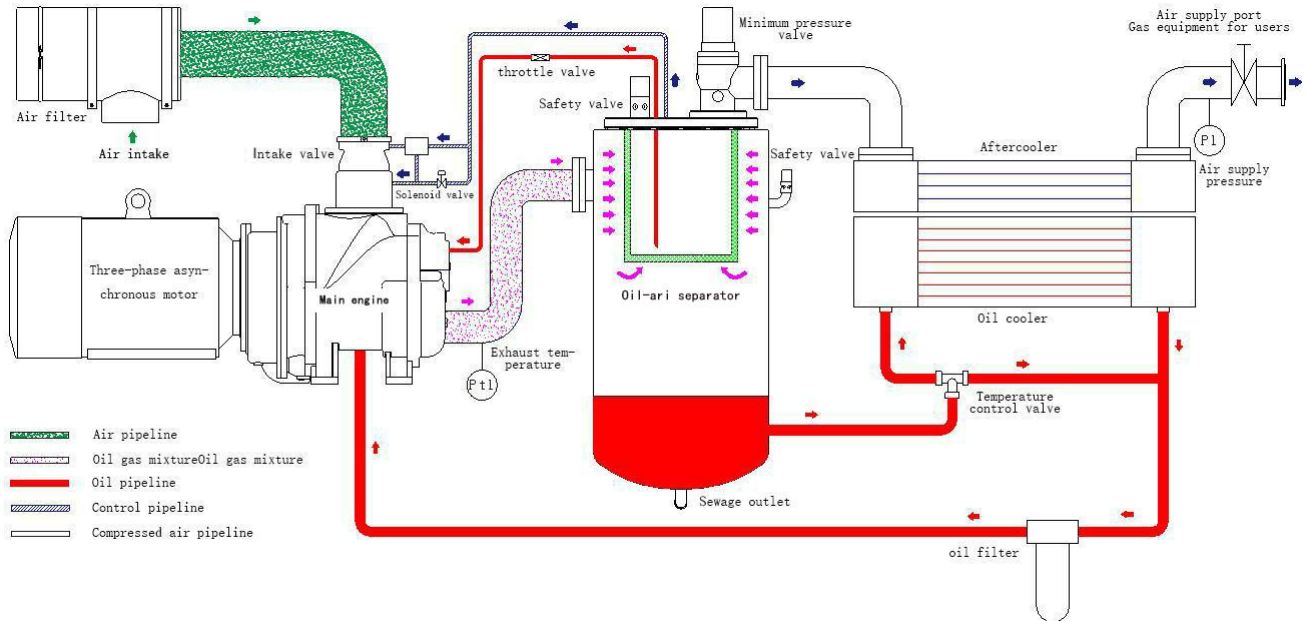 Air filter
Air intake
Intake valve
Solenoid valve
throttle valve
Safety valve
Minimum pressure
valve
Safety valve
Air supply port
Gas equipment for users
P1
Air supply
pressure
Aftercooler
Oil cooler
Three-phase asyn-
chronous motor
Main engine
Exhaust tem-
perature
Pt1
Oil-ari separator
Temperature
control valve
Sewage outlet
oil filter
Air pipeline
Oil gas mixtureOil gas mixture
Oil pipeline
Control pipeline
Compressed air pipeline